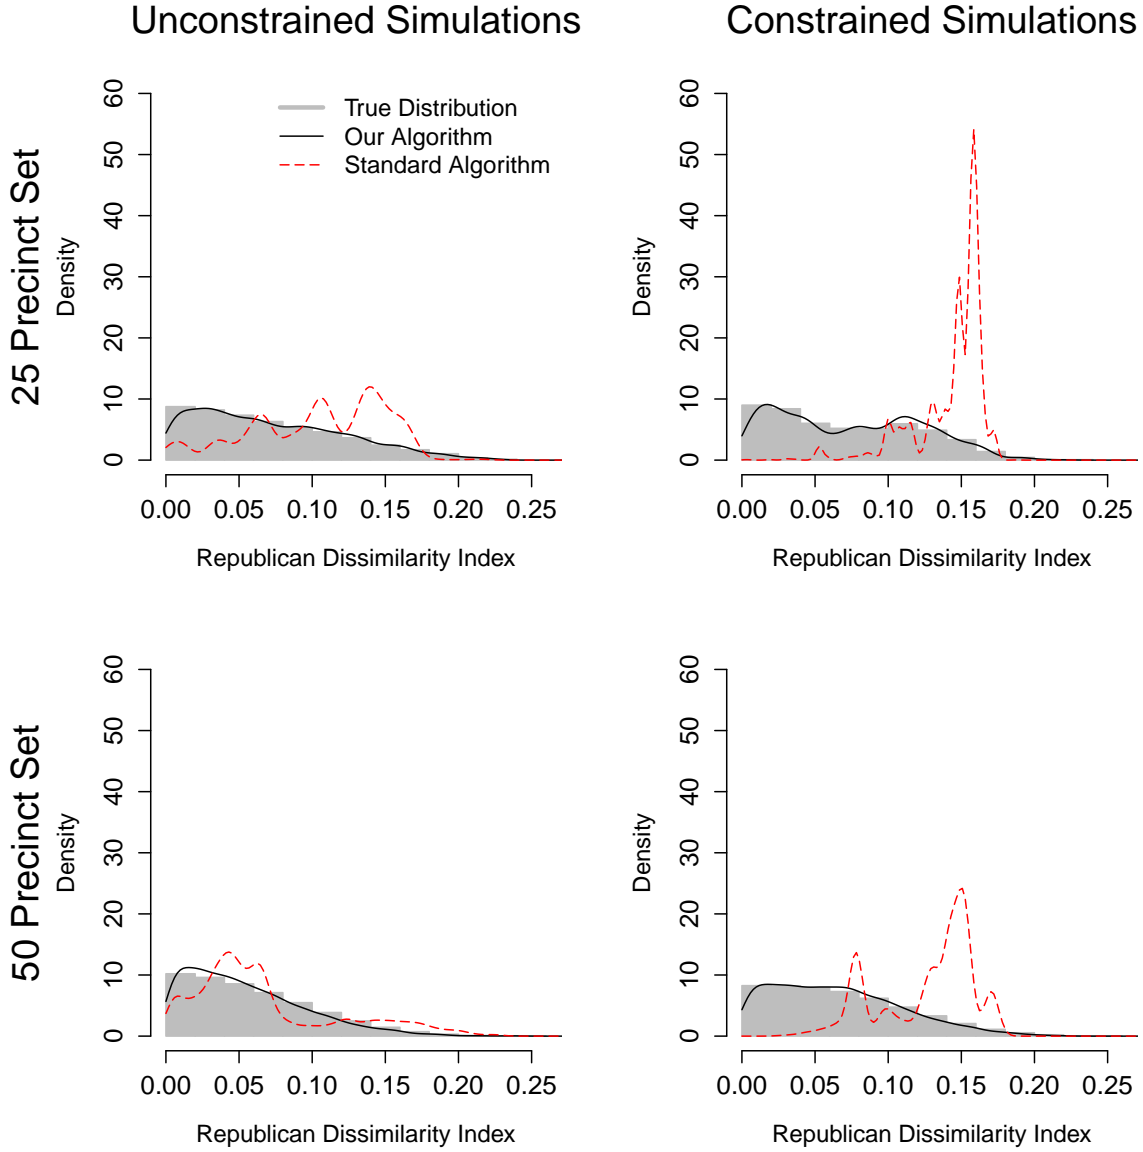 Unconstrained Simulations
Constrained Simulations
25 Precinct Set
Density
0 10 20 30 40 50 60
True Distribution
Our Algorithm
Standard Algorithm
0.00 0.05 0.10 0.15 0.20 0.25
Republican Dissimilarity Index
Density
0 10 20 30 40 50 60
0.00 0.05 0.10 0.15 0.20 0.25
Republican Dissimilarity Index
50 Precinct Set
Density
0 10 20 30 40 50 60
0.00 0.05 0.10 0.15 0.20 0.25
Republican Dissimilarity Index
Density
0 10 20 30 40 50 60
0.00 0.05 0.10 0.15 0.20 0.25
Republican Dissimilarity Index